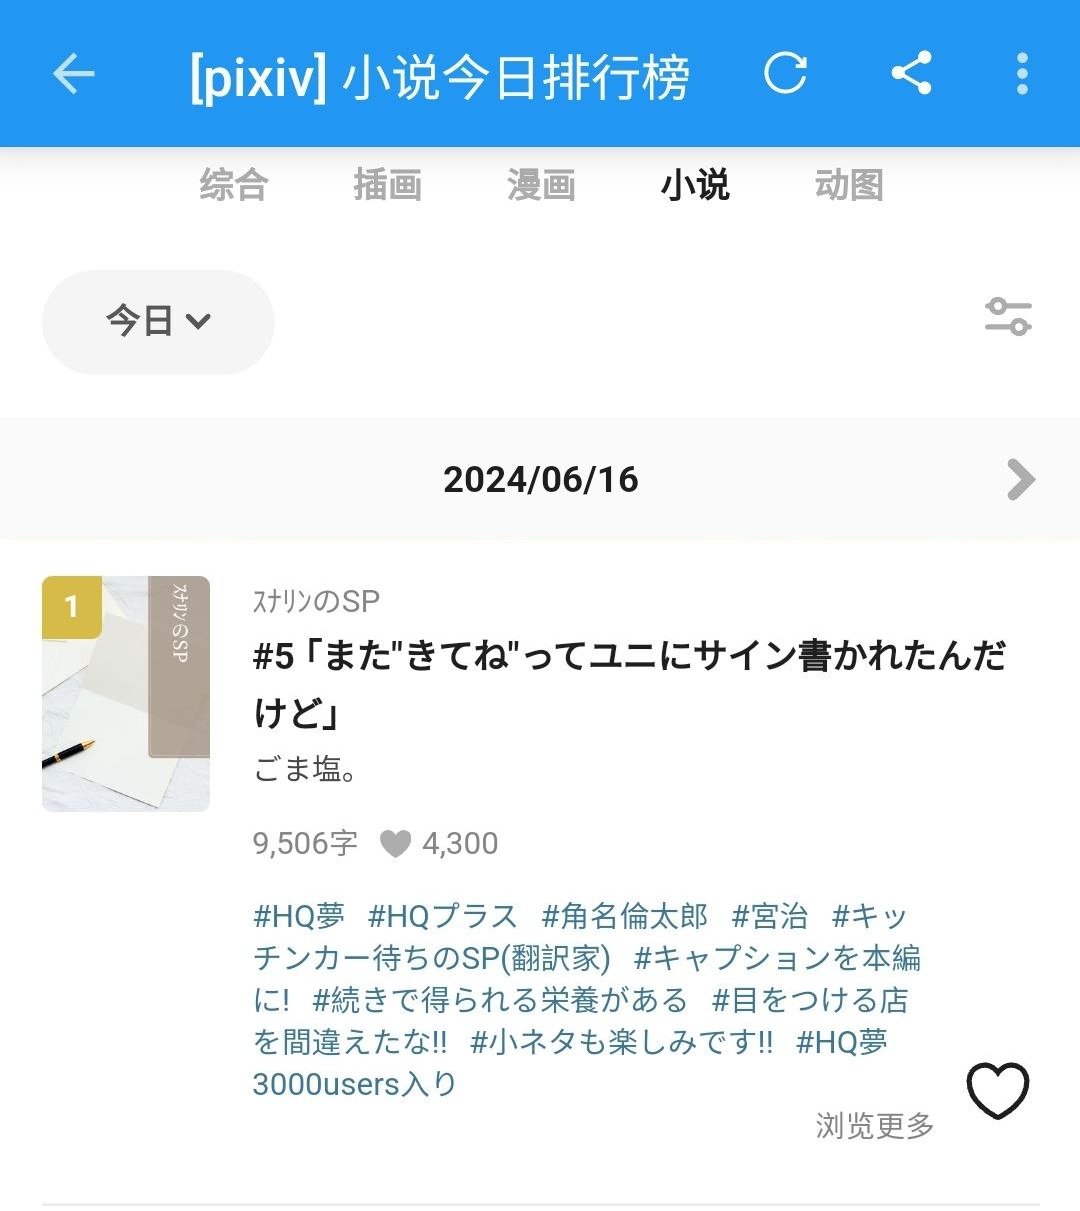 [pixiv] 小说今日排行榜
综合 插画 漫画 小说 动图
今日
2024/06/16
1
ｽﾅﾘﾝのSP
ｽﾅﾘﾝのSP
#5「また"きてね"ってユニにサイン書かれたんだ
けど」
ごま塩。
9,506字 4,300
#HQ夢 #HQプラス #角名倫太郎 #宮治 #キッ
チンカー待ちのSP(翻訳家) #キャプションを本編
に! #続きで得られる栄養がある #目をつける店
を間違えたな!! #小ネタも楽しみです!! #HQ夢
3000users入り
浏览更多